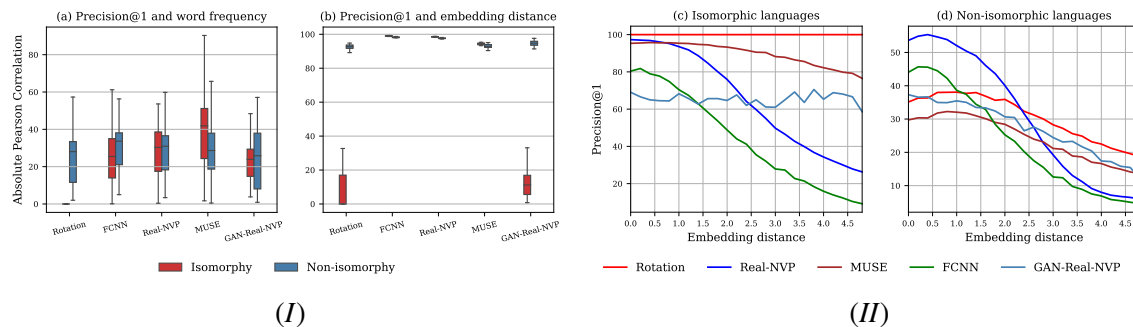 (a) Precision@1 and word frequency
(b) Precision@1 and embedding distance
Absolute Pearson Correlation
80
60
40
20
0
Rotation
FCNN
Real-NVP
MUSE
GAN-Real-NVP
100
80
60
40
20
0
Rotation
FCNN
Real-NVP
MUSE
GAN-Real-NVP
Isomorphy
Non-isomorphy
(I)
(c) Isomorphic languages
(d) Non-isomorphic languages
Precision@1
100
80
60
40
20
0.0 0.5 1.0 1.5 2.0 2.5 3.0 3.5 4.0 4.5
Embedding distance
50
40
30
20
10
0.0 0.5 1.0 1.5 2.0 2.5 3.0 3.5 4.0 4.5
Embedding distance
Rotation
Real-NVP
MUSE
FCNN
GAN-Real-NVP
(II)